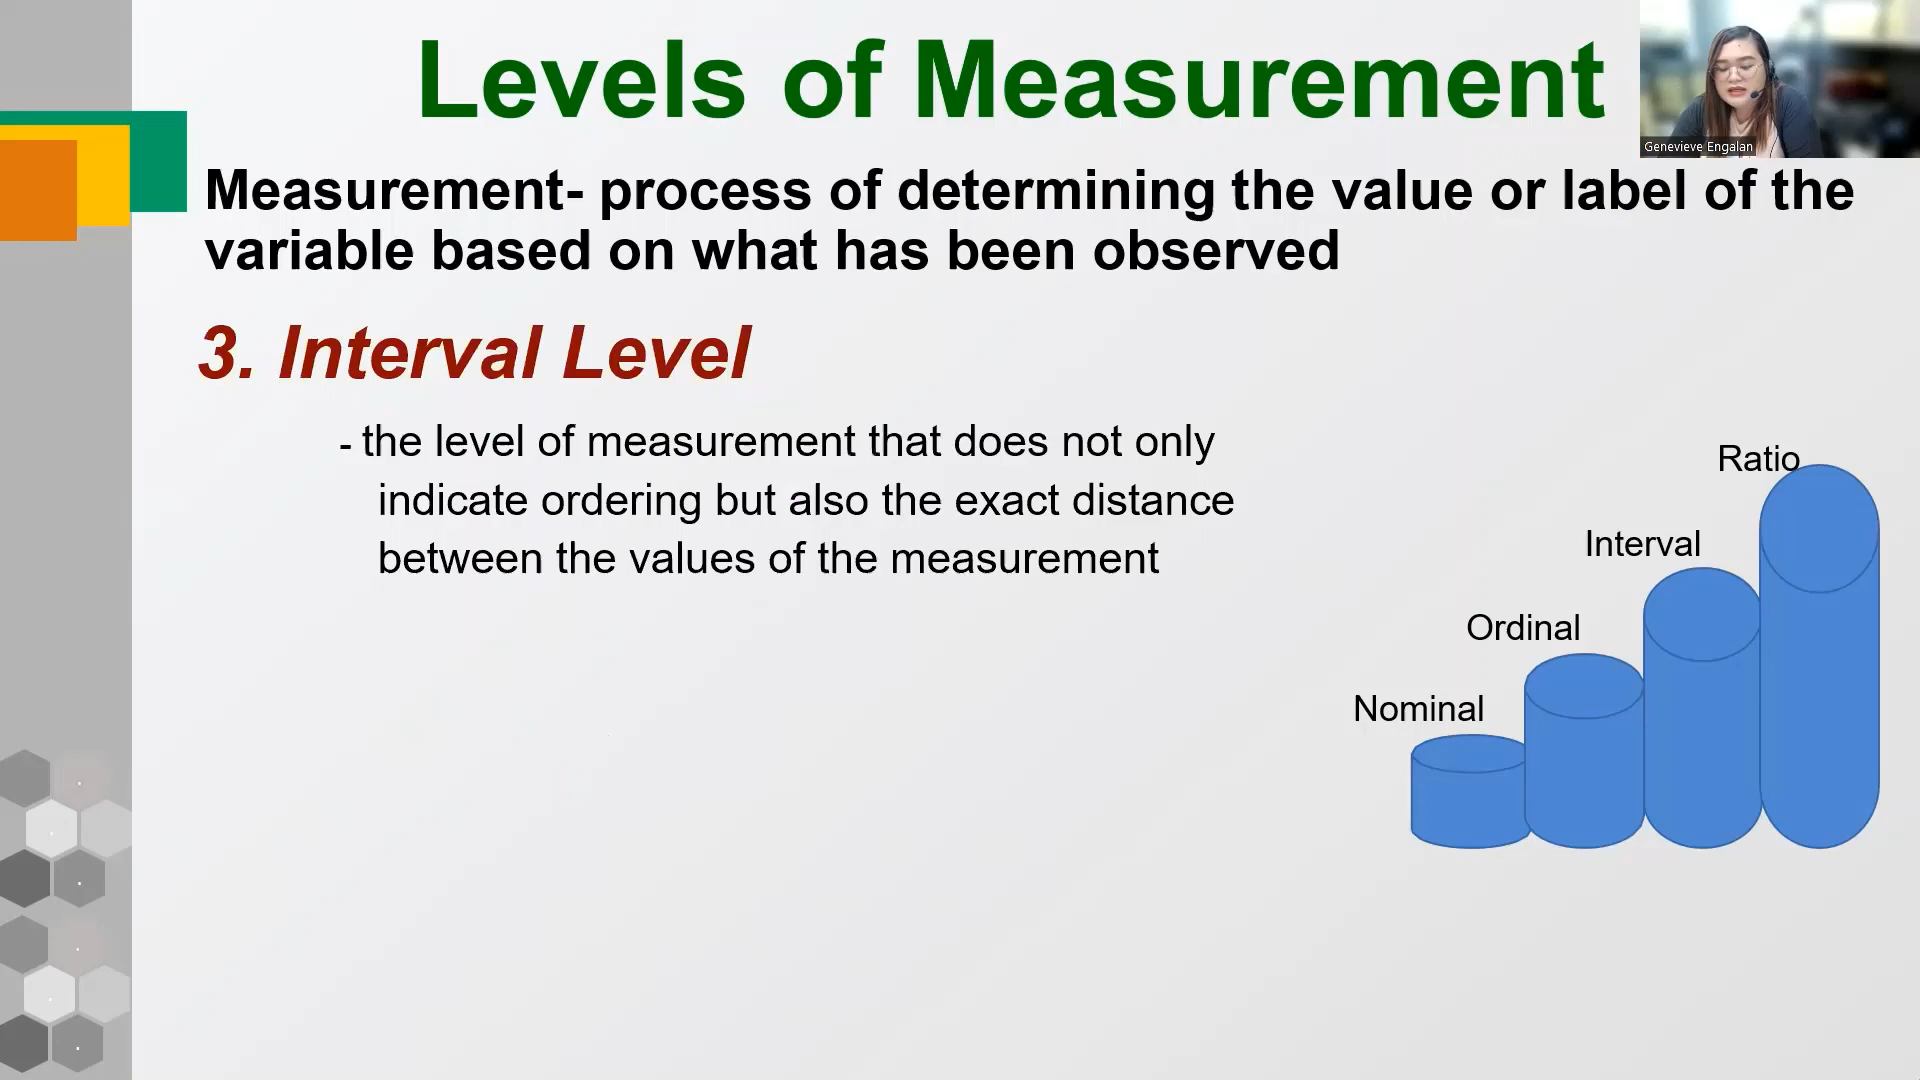 Levels of Measurement
Genevieve Engalan
Measurement- process of determining the value or label of the
variable based on what has been observed
3. Interval Level
- the level of measurement that does not only
indicate ordering but also the exact distance
between the values of the measurement
Ratio
Interval
Ordinal
Nominal